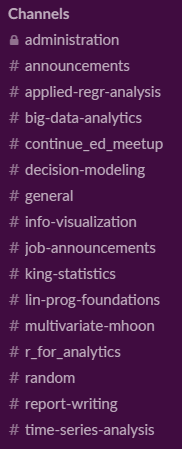 Channels
administration
# announcements
# applied-regr-analysis
# big-data-analytics
# continue_ed_meetup
# decision-modeling
# general
# info-visualization
# job-announcements
# king-statistics
# lin-prog-foundations
# multivariate-mhoon
# r_for_analytics
# random
# report-writing
# time-series-analysis